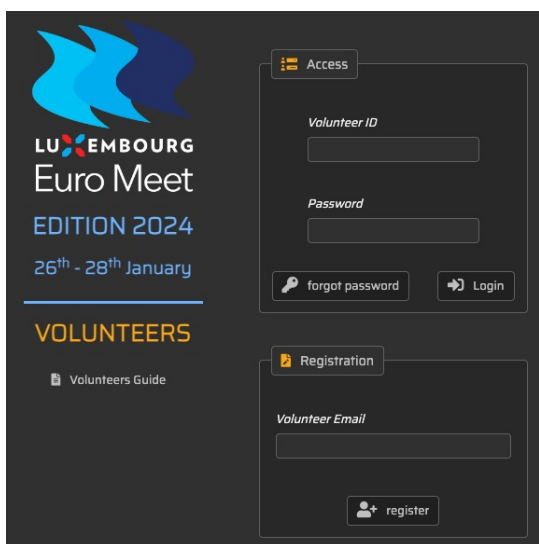 LUXEMBOURG
Euro Meet
EDITION 2024
26th - 28th January
VOLUNTEERS
Volunteers Guide
Access
Volunteer ID
Password
forgot password
Login
Registration
Volunteer Email
register